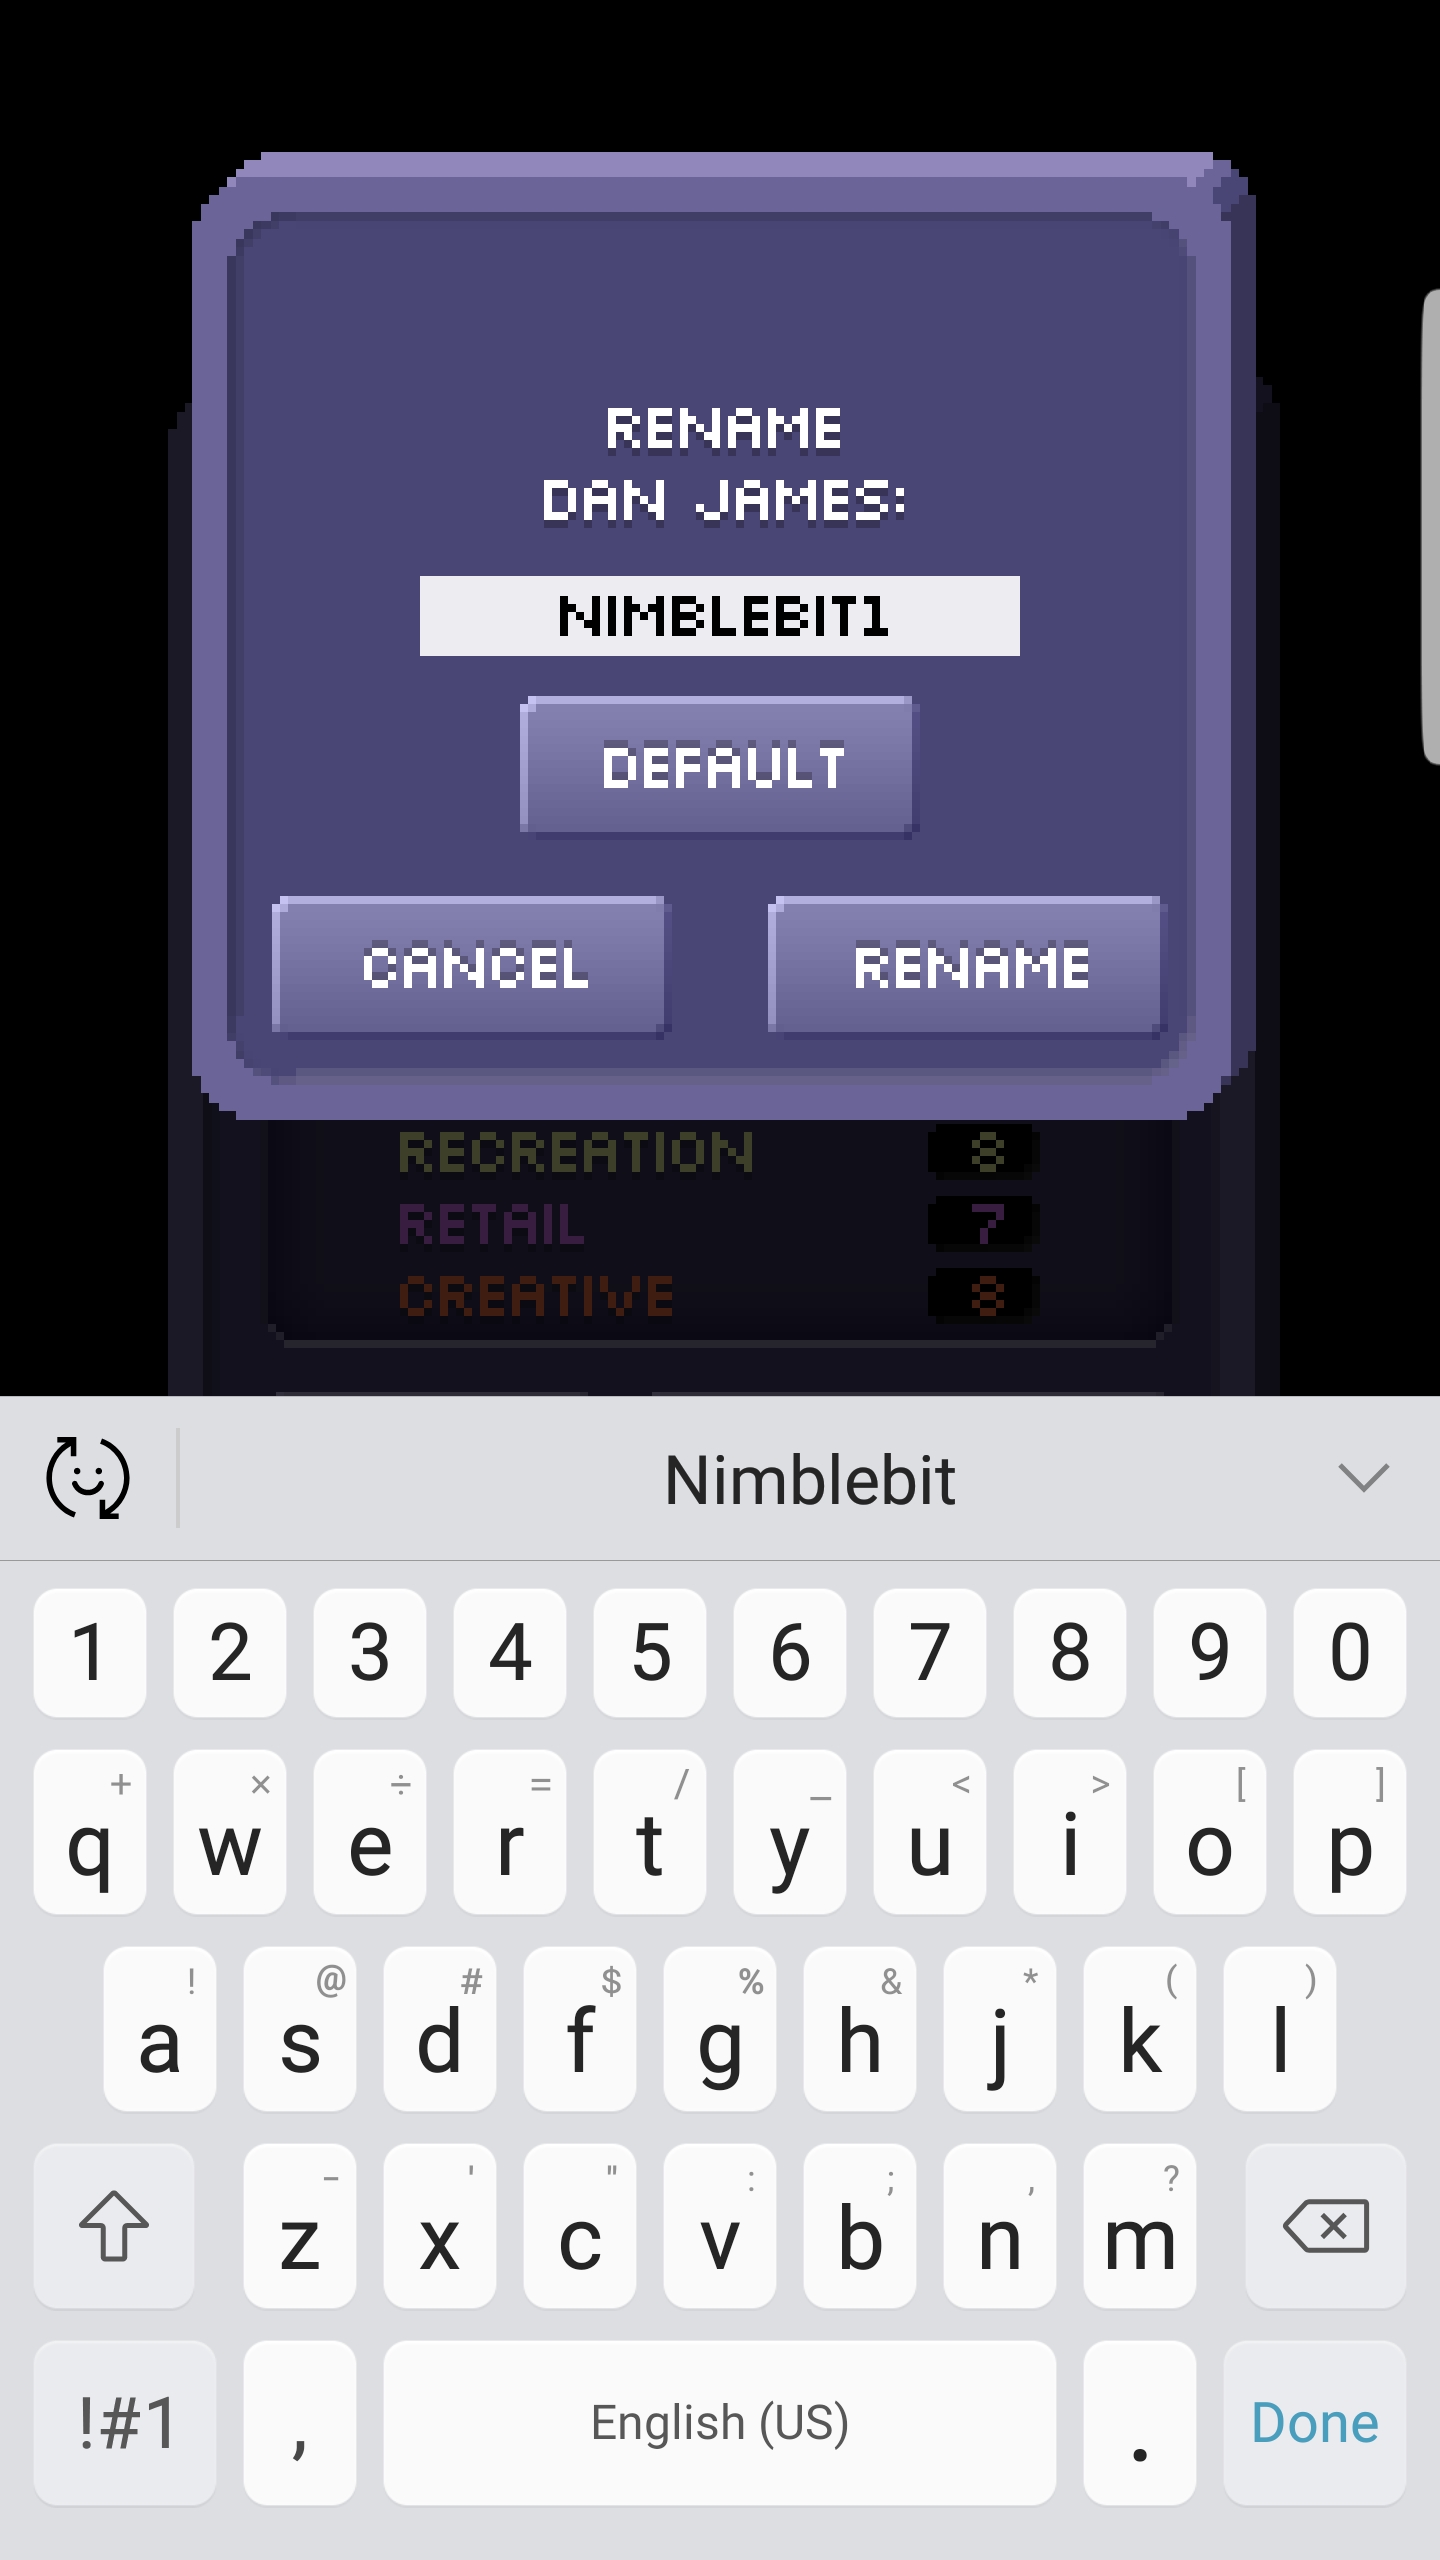 RENAME
DAN JAMES:
NIMBLEBIT1
DEFAULT
CANCEL RENAME
RECREATION 8
RETAIL 7
CREATIVE 8
Nimblebit
1 2 3 4 5 6 7 8 9 0
+ × ÷ = / _ < > [ ]
q w e r t y u i o p
! @ # $ % & * ( )
a s d f g h j k l
- ' " : ; , ?
z x c v b n m
!#1 , English (US) . Done